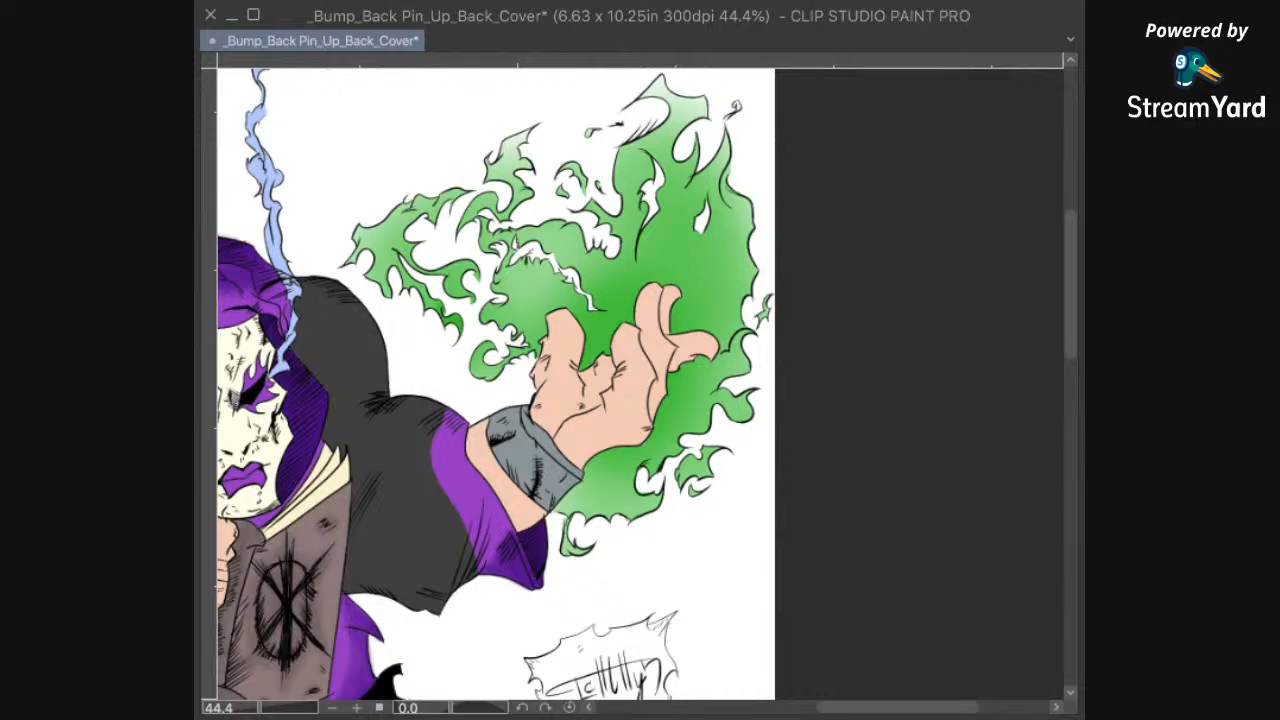 _Bump_Back Pin_Up_Back_Cover* (6.63 x 10.25in 300dpi 44.4%) - CLIP STUDIO PAINT PRO
_Bump_Back Pin_Up_Back_Cover*
Powered by
StreamYard
44.4
0.0